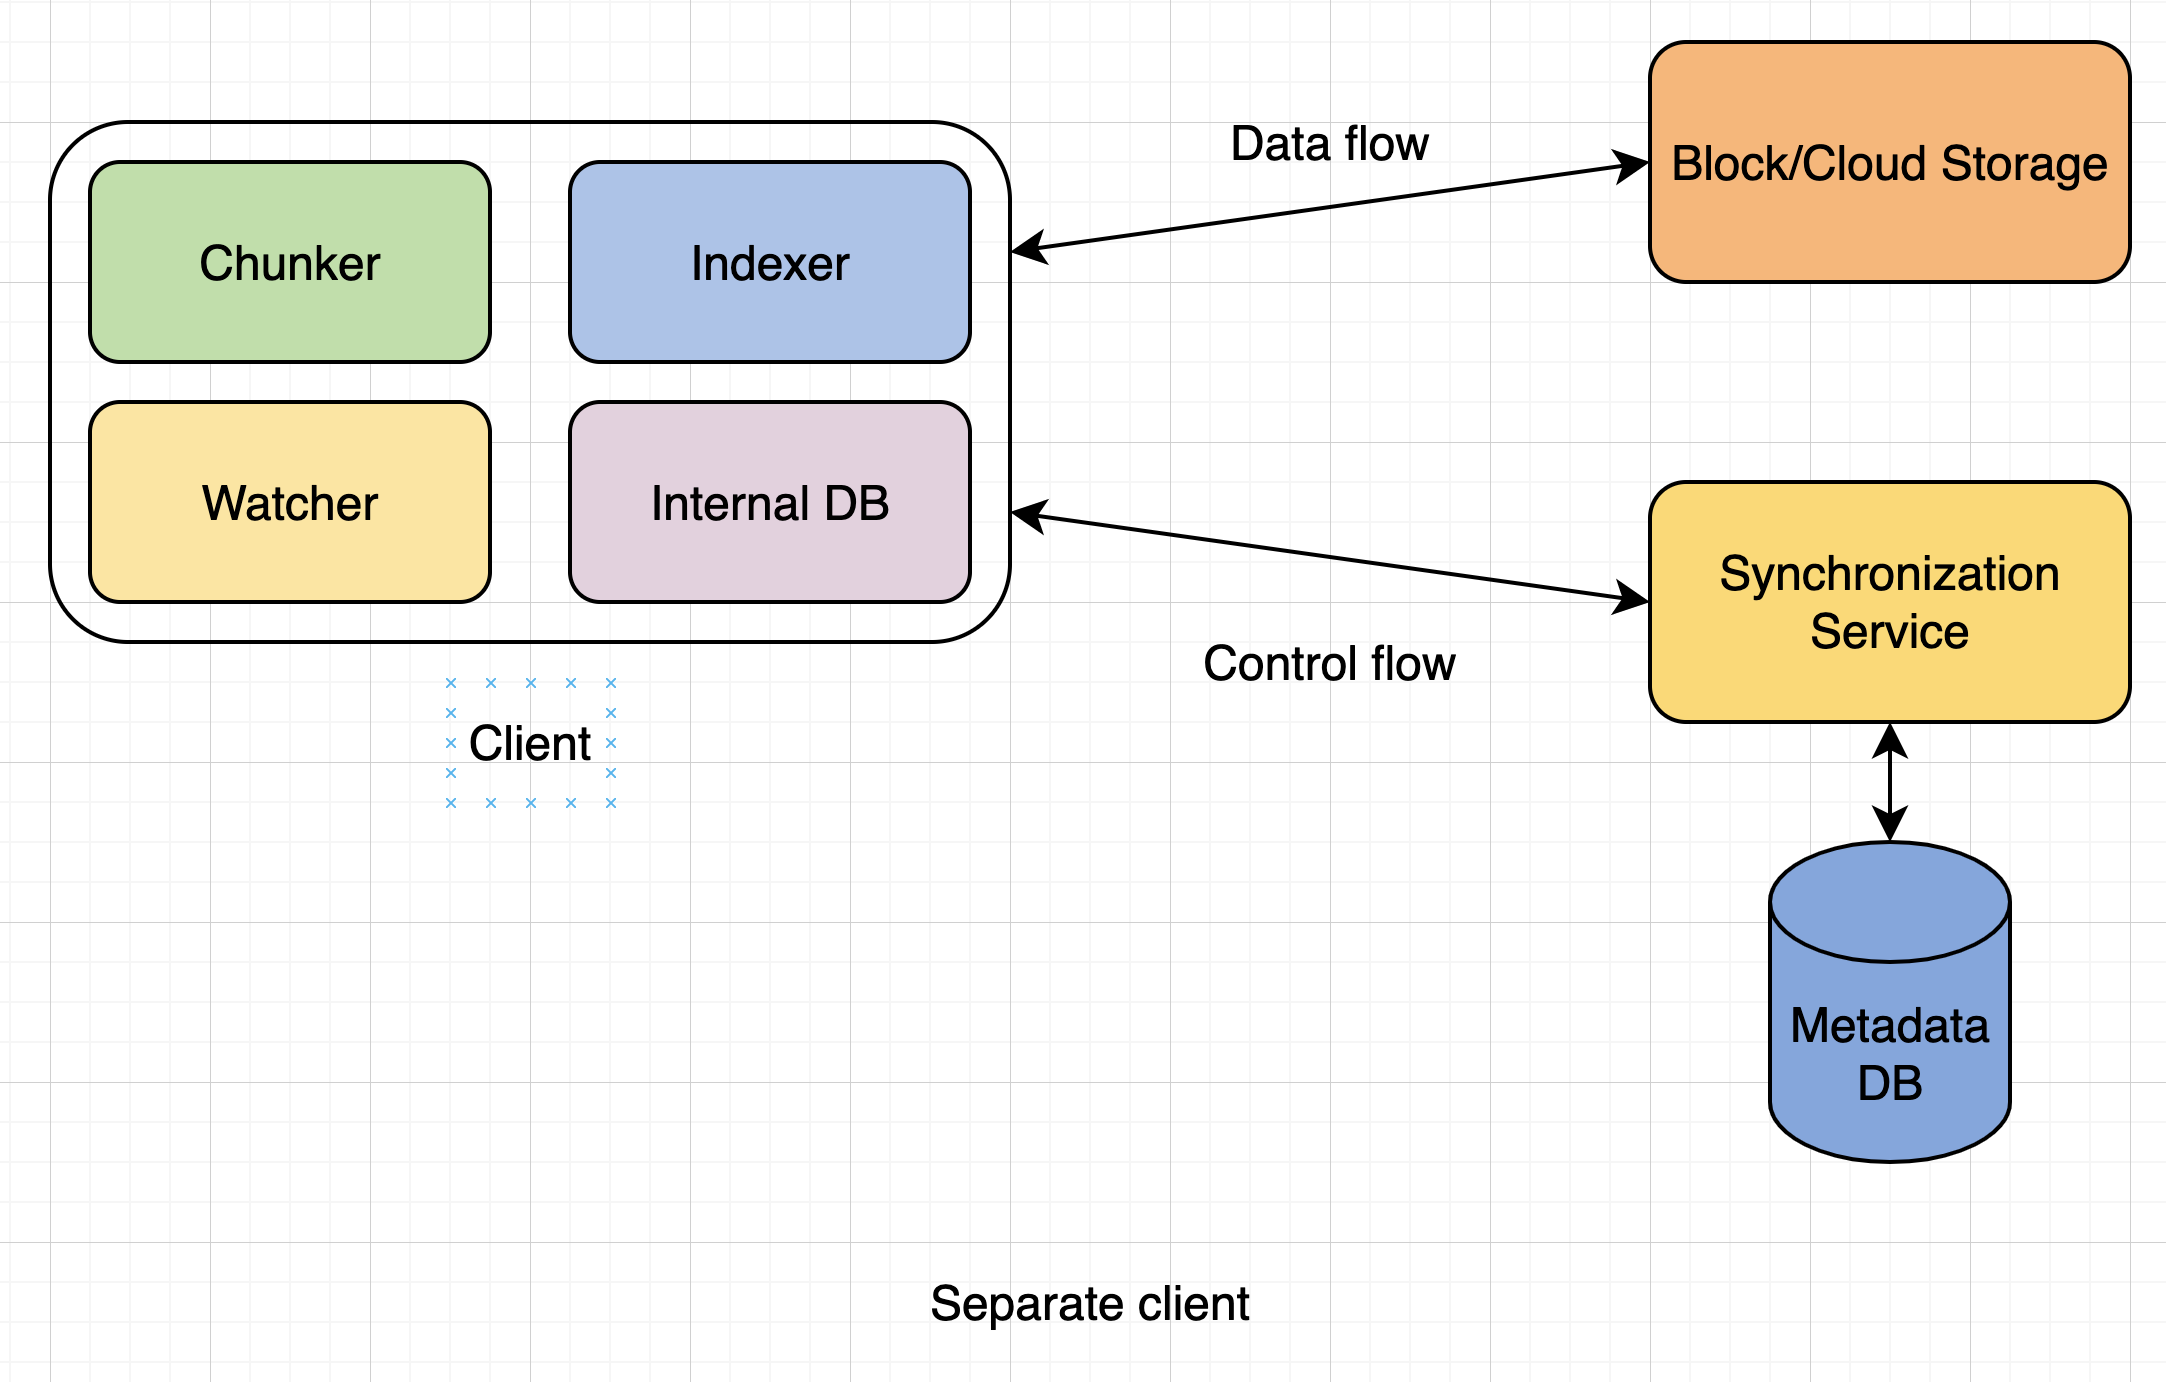 Data flow
Block/Cloud Storage
Chunker
Indexer
Watcher
Internal DB
Synchronization
Service
Control flow
Client
Metadata
DB
Separate client